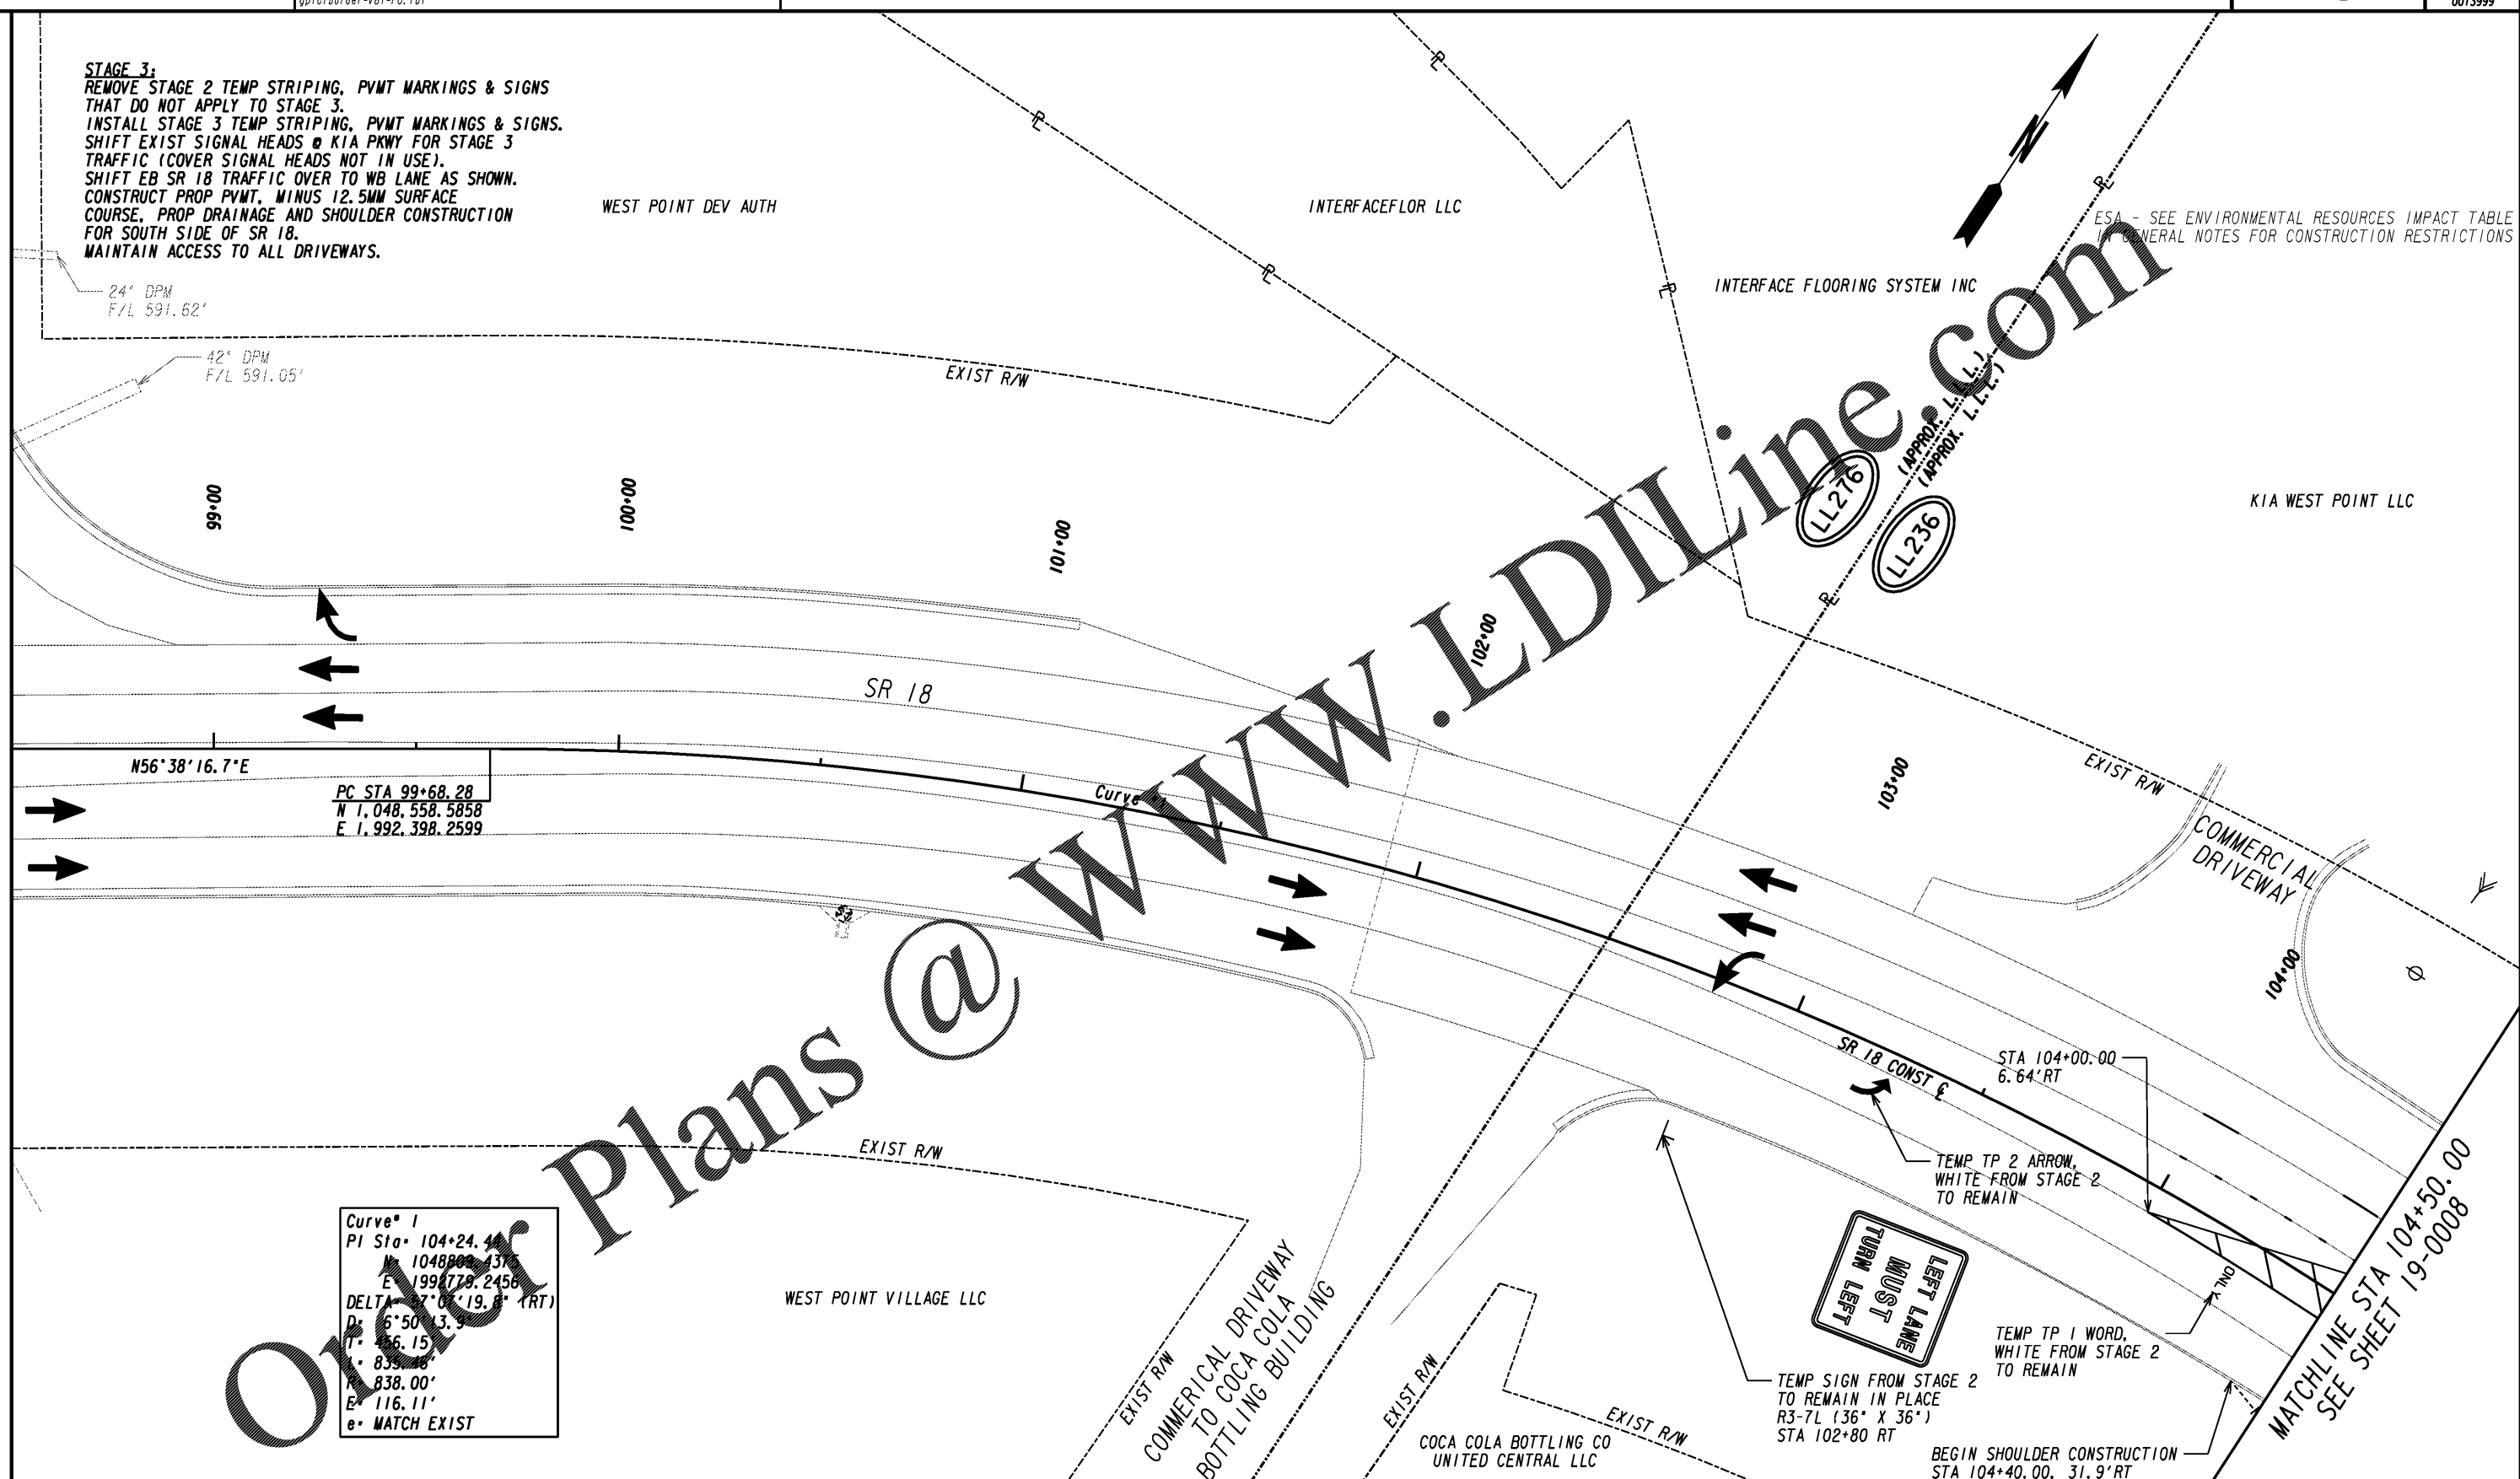 0013999
STAGE 3:
REMOVE STAGE 2 TEMP STRIPING, PVMT MARKINGS & SIGNS
THAT DO NOT APPLY TO STAGE 3.
INSTALL STAGE 3 TEMP STRIPING, PVMT MARKINGS & SIGNS.
SHIFT EXIST SIGNAL HEADS @ KIA PKWY FOR STAGE 3
TRAFFIC (COVER SIGNAL HEADS NOT IN USE).
SHIFT EB SR 18 TRAFFIC OVER TO WB LANE AS SHOWN.
CONSTRUCT PROP PVMT, MINUS 12.5MM SURFACE
COURSE, PROP DRAINAGE AND SHOULDER CONSTRUCTION
FOR SOUTH SIDE OF SR 18.
MAINTAIN ACCESS TO ALL DRIVEWAYS.
WEST POINT DEV AUTH
INTERFACEFLOR LLC
N
ESA - SEE ENVIRONMENTAL RESOURCES IMPACT TABLE
IN GENERAL NOTES FOR CONSTRUCTION RESTRICTIONS
INTERFACE FLOORING SYSTEM INC
24" DPM
F/L 591.62'
42" DPM
F/L 591.05'
EXIST R/W
(APPROX. L.L.)
(APPROX. L.L.)
LL276
LL236
KIA WEST POINT LLC
99+00
100+00
101+00
102+00
103+00
104+00
SR 18
N56°38'16.7"E
PC STA 99+68.28
N 1,048,558.5858
E 1,992,398.2599
EXIST R/W
COMMERCIAL
DRIVEWAY
SR 18 CONST ℄
STA 104+00.00
6.64'RT
TEMP TP 2 ARROW,
WHITE FROM STAGE 2
TO REMAIN
EXIST R/W
Curve# 1
PI Sta= 104+24.44
DELTA=
R= 838.00'
E= 116.11'
e= MATCH EXIST
WEST POINT VILLAGE LLC
COMMERICAL DRIVEWAY
TO COCA COLA
BOTTLING BUILDING
EXIST R/W
EXIST R/W
EXIST R/W
COCA COLA BOTTLING CO
UNITED CENTRAL LLC
LEFT LANE
MUST
TURN LEFT
ONLY
TEMP TP 1 WORD,
WHITE FROM STAGE 2
TO REMAIN
TEMP SIGN FROM STAGE 2
TO REMAIN IN PLACE
R3-7L (36" X 36")
STA 102+80 RT
BEGIN SHOULDER CONSTRUCTION
STA 104+40.00, 31.9'RT
MATCHLINE STA 104+50.00
SEE SHEET 19-0008
Order Plans @ www.LDILine.com